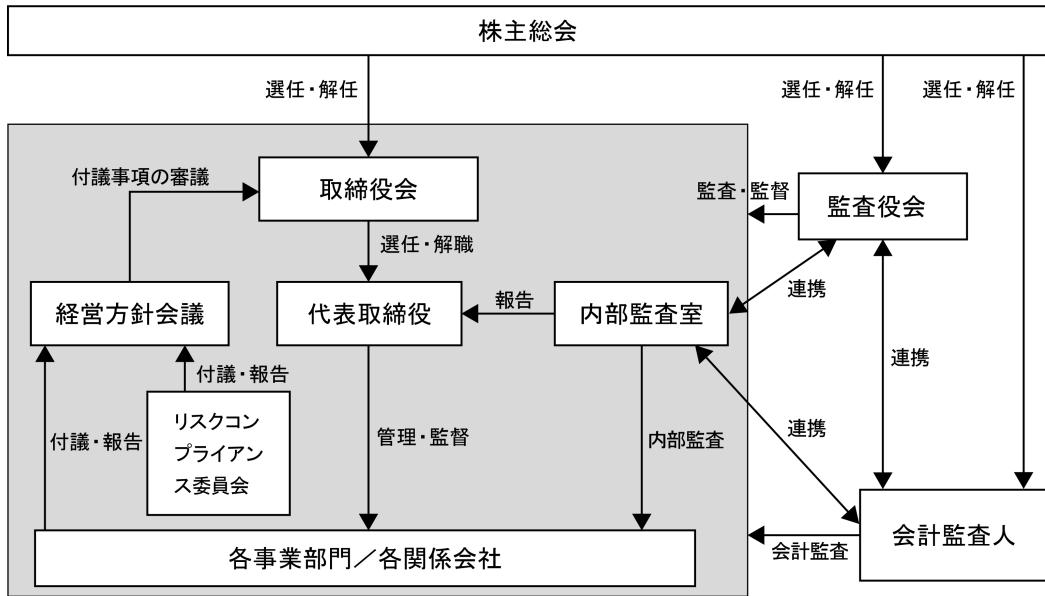 株主総会
選任・解任
選任・解任
選任・解任
付議事項の審議
取締役会
監査・監督
監査役会
選任・解職
経営方針会議
代表取締役
報告
内部監査室
連携
連携
付議・報告
付議・報告
リスクコン
プライアン
ス委員会
管理・監督
内部監査
連携
会計監査
会計監査人
各事業部門／各関係会社